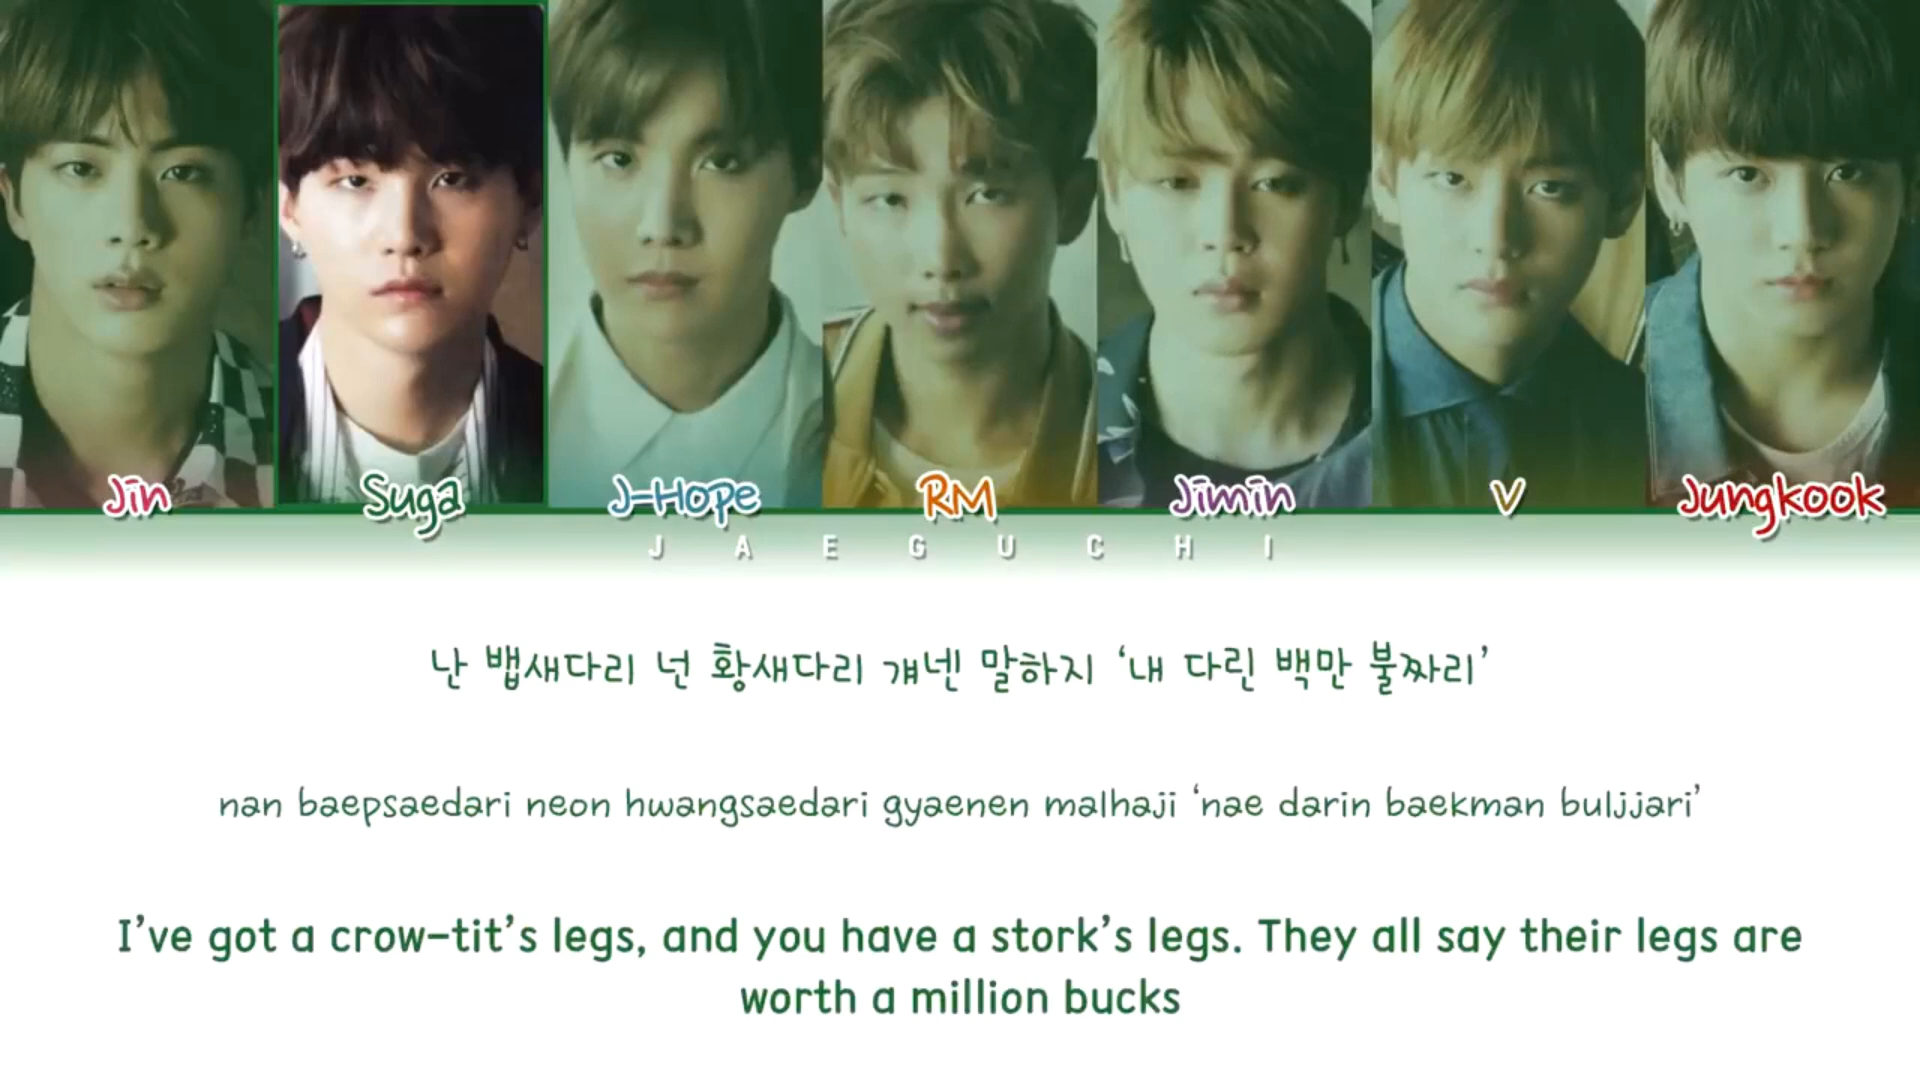 Jin Suga J-Hope RM Jimin V Jungkook
JAEGUCHI
난 뱁새다리 넌 황새다리 걔넨 말하지 ‘내 다린 백만 불짜리’
nan baepsaedari neon hwangsaedari gyaenen malhaji ‘nae darin baekman buljjari’
I’ve got a crow-tit’s legs, and you have a stork’s legs. They all say their legs are
worth a million bucks